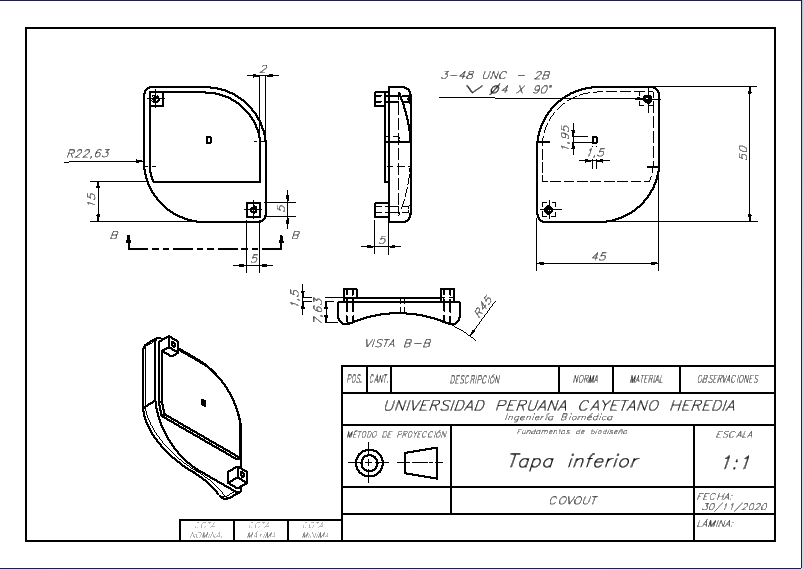 2
R22,63
15
5
B B
5
5
3-48 UNC - 2B
Ø4 X 90°
1,95
1,5
50
45
1,5
7,63
R45
VISTA B-B
POS. CANT. DESCRIPCIÓN NORMA MATERIAL OBSERVACIONES
UNIVERSIDAD PERUANA CAYETANO HEREDIA
Ingeniería Biomédica
MÉTODO DE PROYECCIÓN
Fundamentos de biodiseño
Tapa inferior
ESCALA
1:1
COVOUT
FECHA:
30/11/2020
LÁMINA:
COTA COTA COTA
NOMINAL MÁXIMA MÍNIMA